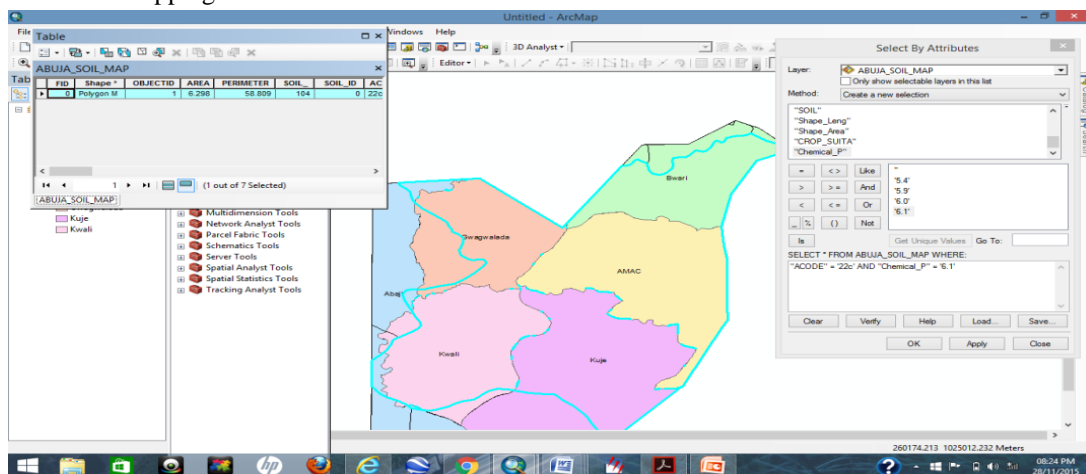 Untitled - ArcMap
Windows Help
Table
3D Analyst
Editor
ABUJA_SOIL_MAP
FID Shape * OBJECTID AREA PERIMETER SOIL_ SOIL_ID AC
0 Polygon M 1 6.298 58.809 104 0 22c
1 (1 out of 7 Selected)
ABUJA_SOIL_MAP
Kuje
Kwali
Multidimension Tools
Network Analyst Tools
Parcel Fabric Tools
Schematics Tools
Server Tools
Spatial Analyst Tools
Spatial Statistics Tools
Tracking Analyst Tools
Bwari
Gwagwalada
AMAC
Abaji
Kwali
Kuje
Select By Attributes
Layer: ABUJA_SOIL_MAP
Only show selectable layers in this list
Method: Create a new selection
"SOIL"
"Shape_Leng"
"Shape_Area"
"CROP_SUITA"
"Chemical_P"
= < > Like
> > = And
< < = Or
_ % () Not
Is
''
'5.4'
'5.9'
'6.0'
'6.1'
Get Unique Values Go To:
SELECT * FROM ABUJA_SOIL_MAP WHERE:
"ACODE" = '22c' AND "Chemical_P" = '6.1'
Clear Verify Help Load... Save...
OK Apply Close
260174.213 1025012.232 Meters
08:24 PM
28/11/2015